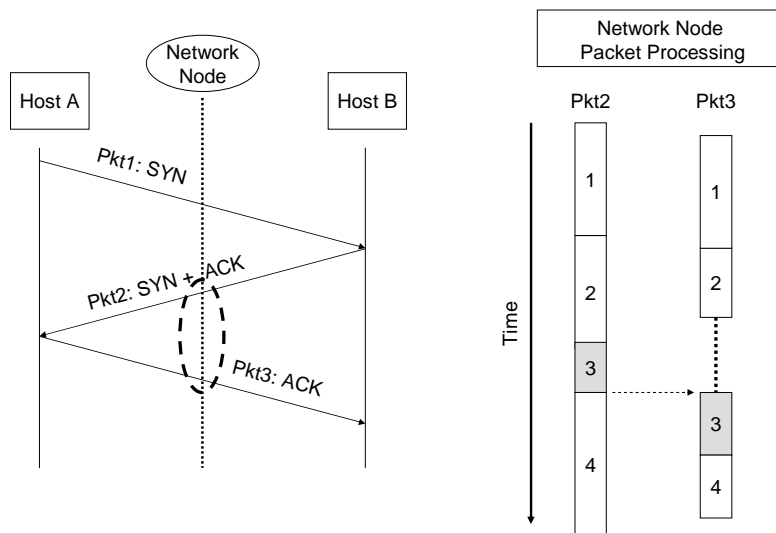 Network
Node
Host A
Host B
Pkt1: SYN
Pkt2: SYN + ACK
Pkt3: ACK
Network Node
Packet Processing
Pkt2
Pkt3
Time
1
2
3
4
1
2
3
4